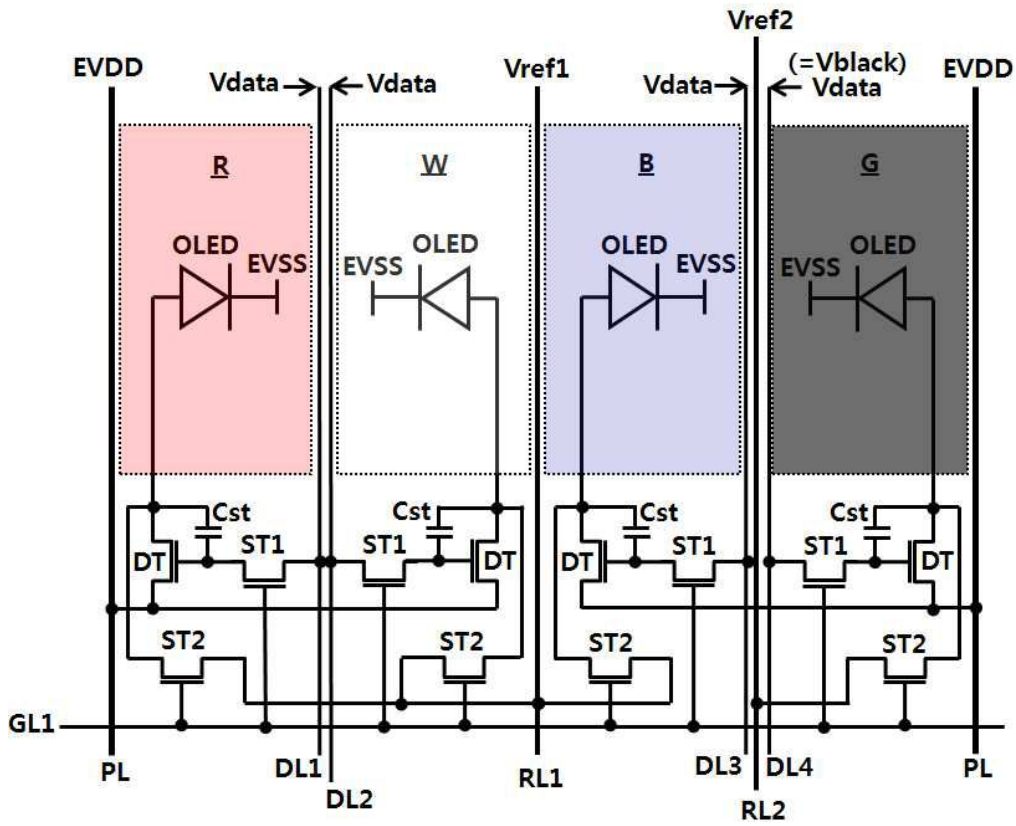 Vref2
EVDD
Vdata
Vdata
Vref1
Vdata
(=Vblack)
Vdata
EVDD
R
W
B
G
OLED
EVSS
EVSS
OLED
OLED
EVSS
EVSS
OLED
Cst
Cst
Cst
Cst
DT
ST1
ST1
DT
DT
ST1
ST1
DT
ST2
ST2
ST2
ST2
GL1
PL
DL1
DL2
RL1
DL3
DL4
RL2
PL